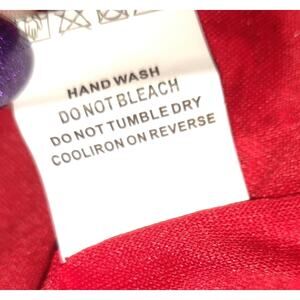 HAND WASH
DO NOT BLEACH
DO NOT TUMBLE DRY
COOLIRON ON REVERSE